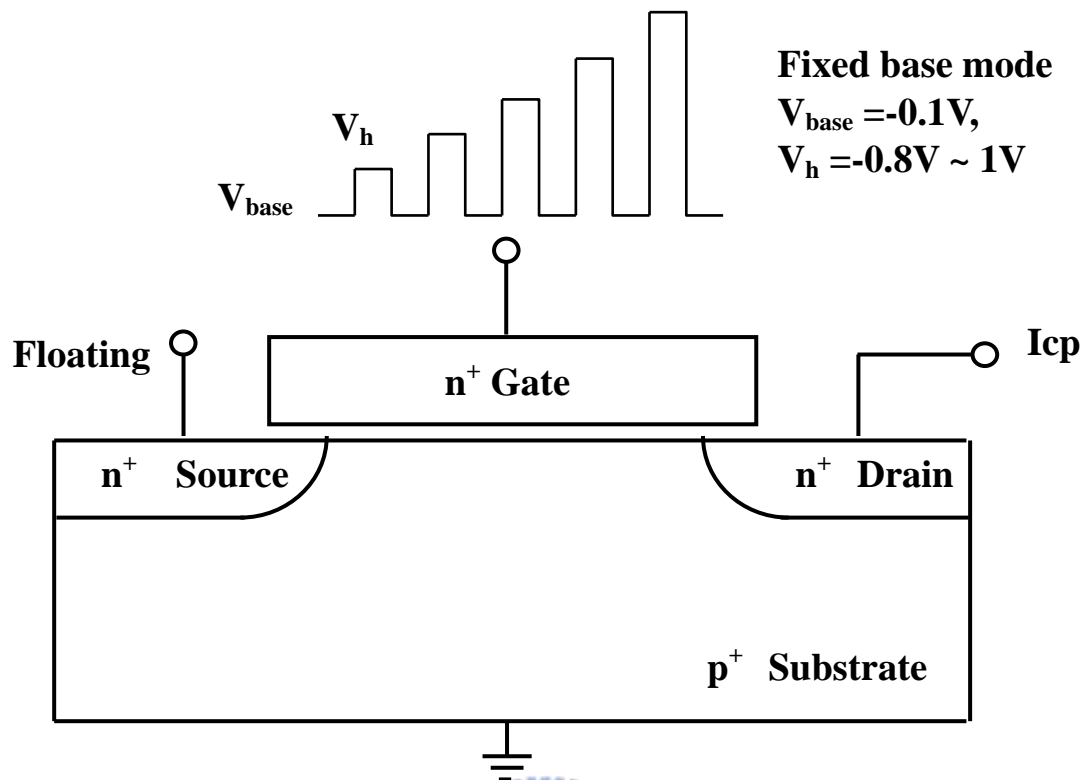 Fixed base mode
V_base =-0.1V,
V_h =-0.8V ~ 1V
V_h
V_base
Floating
Icp
n⁺ Gate
n⁺ Source
n⁺ Drain
p⁺ Substrate